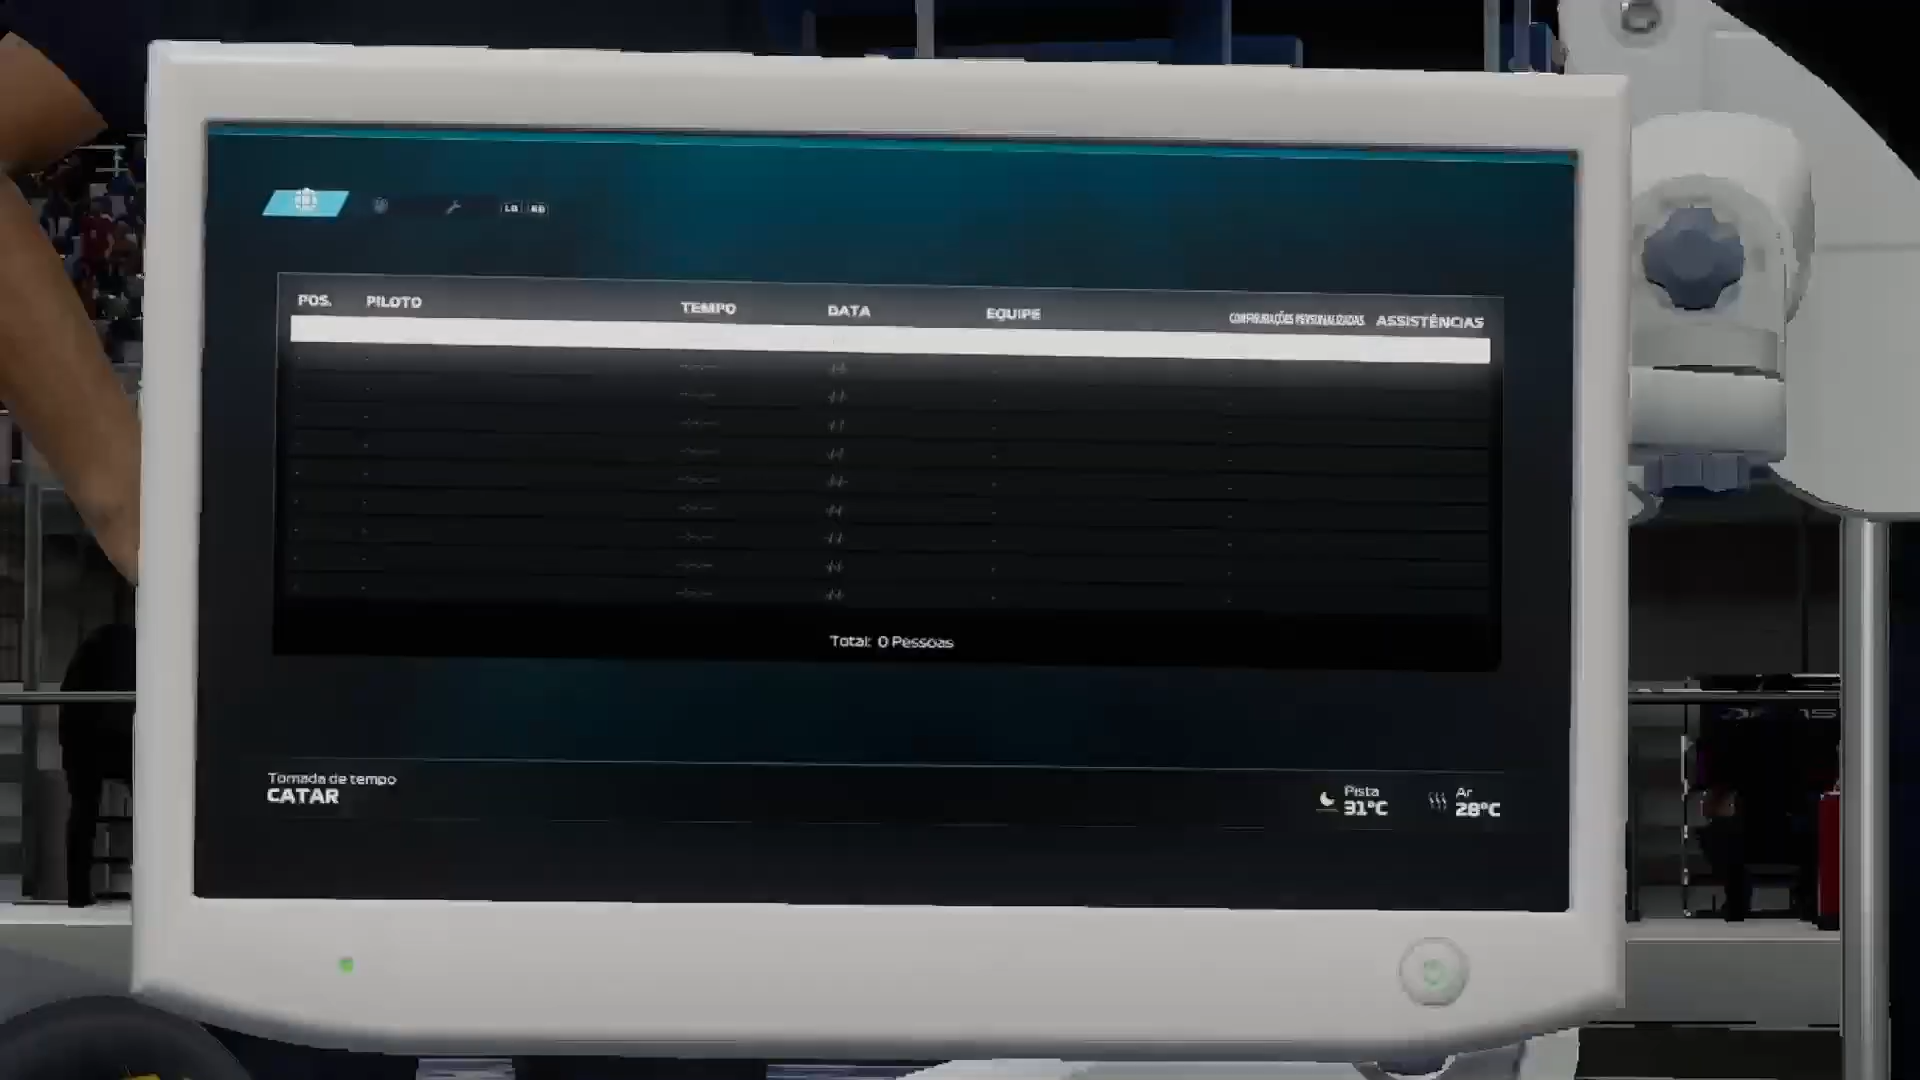 LB RB
POS. PILOTO TEMPO DATA EQUIPE CONFIGURAÇÕES PERSONALIZADAS ASSISTÊNCIAS
Total: 0 Pessoas
Tomada de tempo
CATAR
Pista
31°C
Ar
28°C